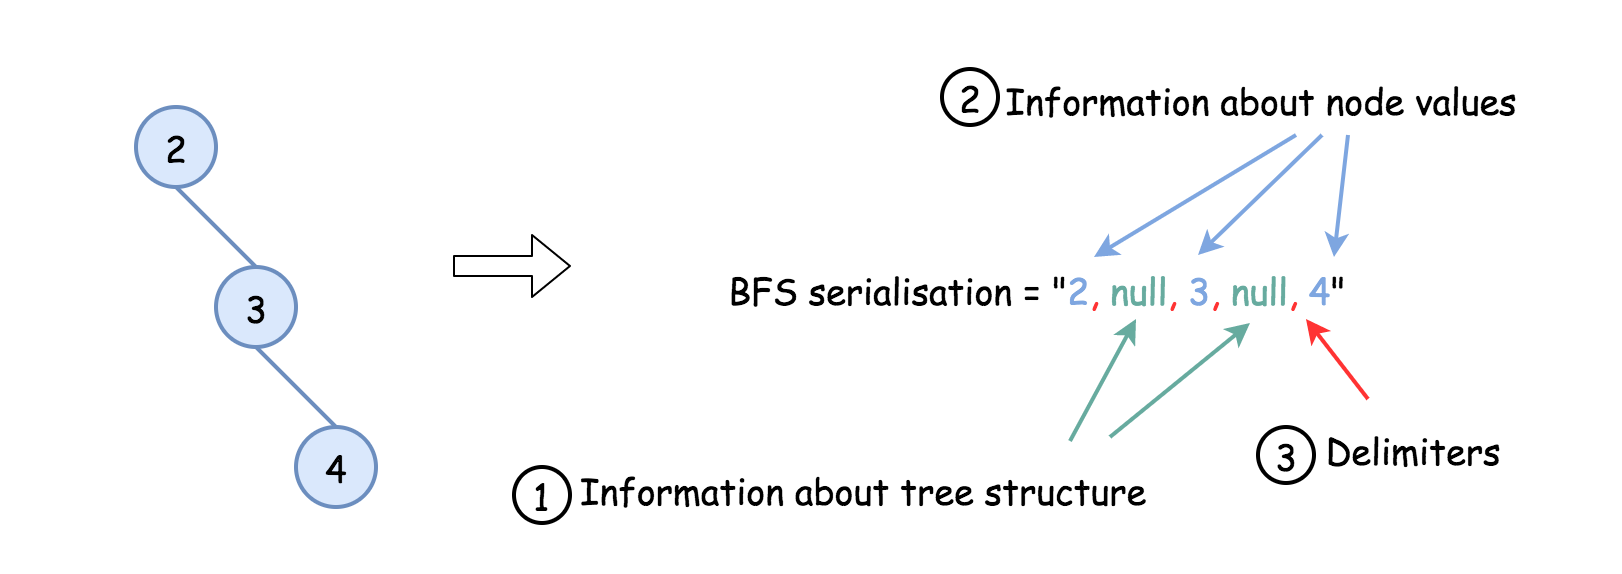 2 Information about node values
2
3
BFS serialisation = "2, null, 3, null, 4"
4
3 Delimiters
1 Information about tree structure